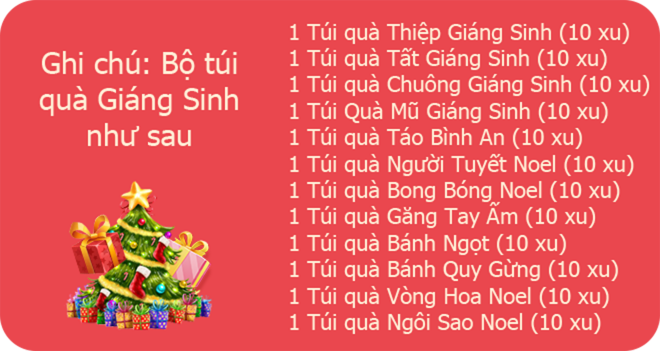 Ghi chú: Bộ túi
quà Giáng Sinh
như sau
1 Túi quà Thiệp Giáng Sinh (10 xu)
1 Túi quà Tất Giáng Sinh (10 xu)
1 Túi quà Chuông Giáng Sinh (10 xu)
1 Túi Quà Mũ Giáng Sinh (10 xu)
1 Túi quà Táo Bình An (10 xu)
1 Túi quà Người Tuyết Noel (10 xu)
1 Túi quà Bong Bóng Noel (10 xu)
1 Túi quà Găng Tay Ấm (10 xu)
1 Túi quà Bánh Ngọt (10 xu)
1 Túi quà Bánh Quy Gừng (10 xu)
1 Túi quà Vòng Hoa Noel (10 xu)
1 Túi quà Ngôi Sao Noel (10 xu)